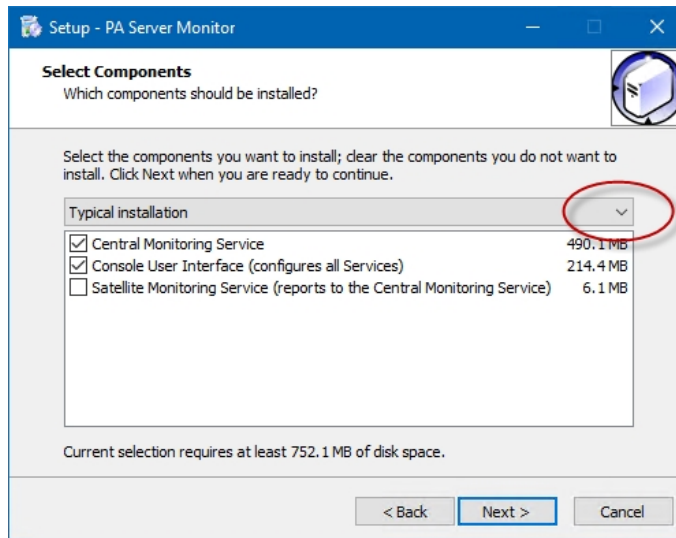 Setup - PA Server Monitor
Select Components
Which components should be installed?
Select the components you want to install; clear the components you do not want to
install. Click Next when you are ready to continue.
Typical installation
Central Monitoring Service 490.1 MB
Console User Interface (configures all Services) 214.4 MB
Satellite Monitoring Service (reports to the Central Monitoring Service) 6.1 MB
Current selection requires at least 752.1 MB of disk space.
< Back Next > Cancel